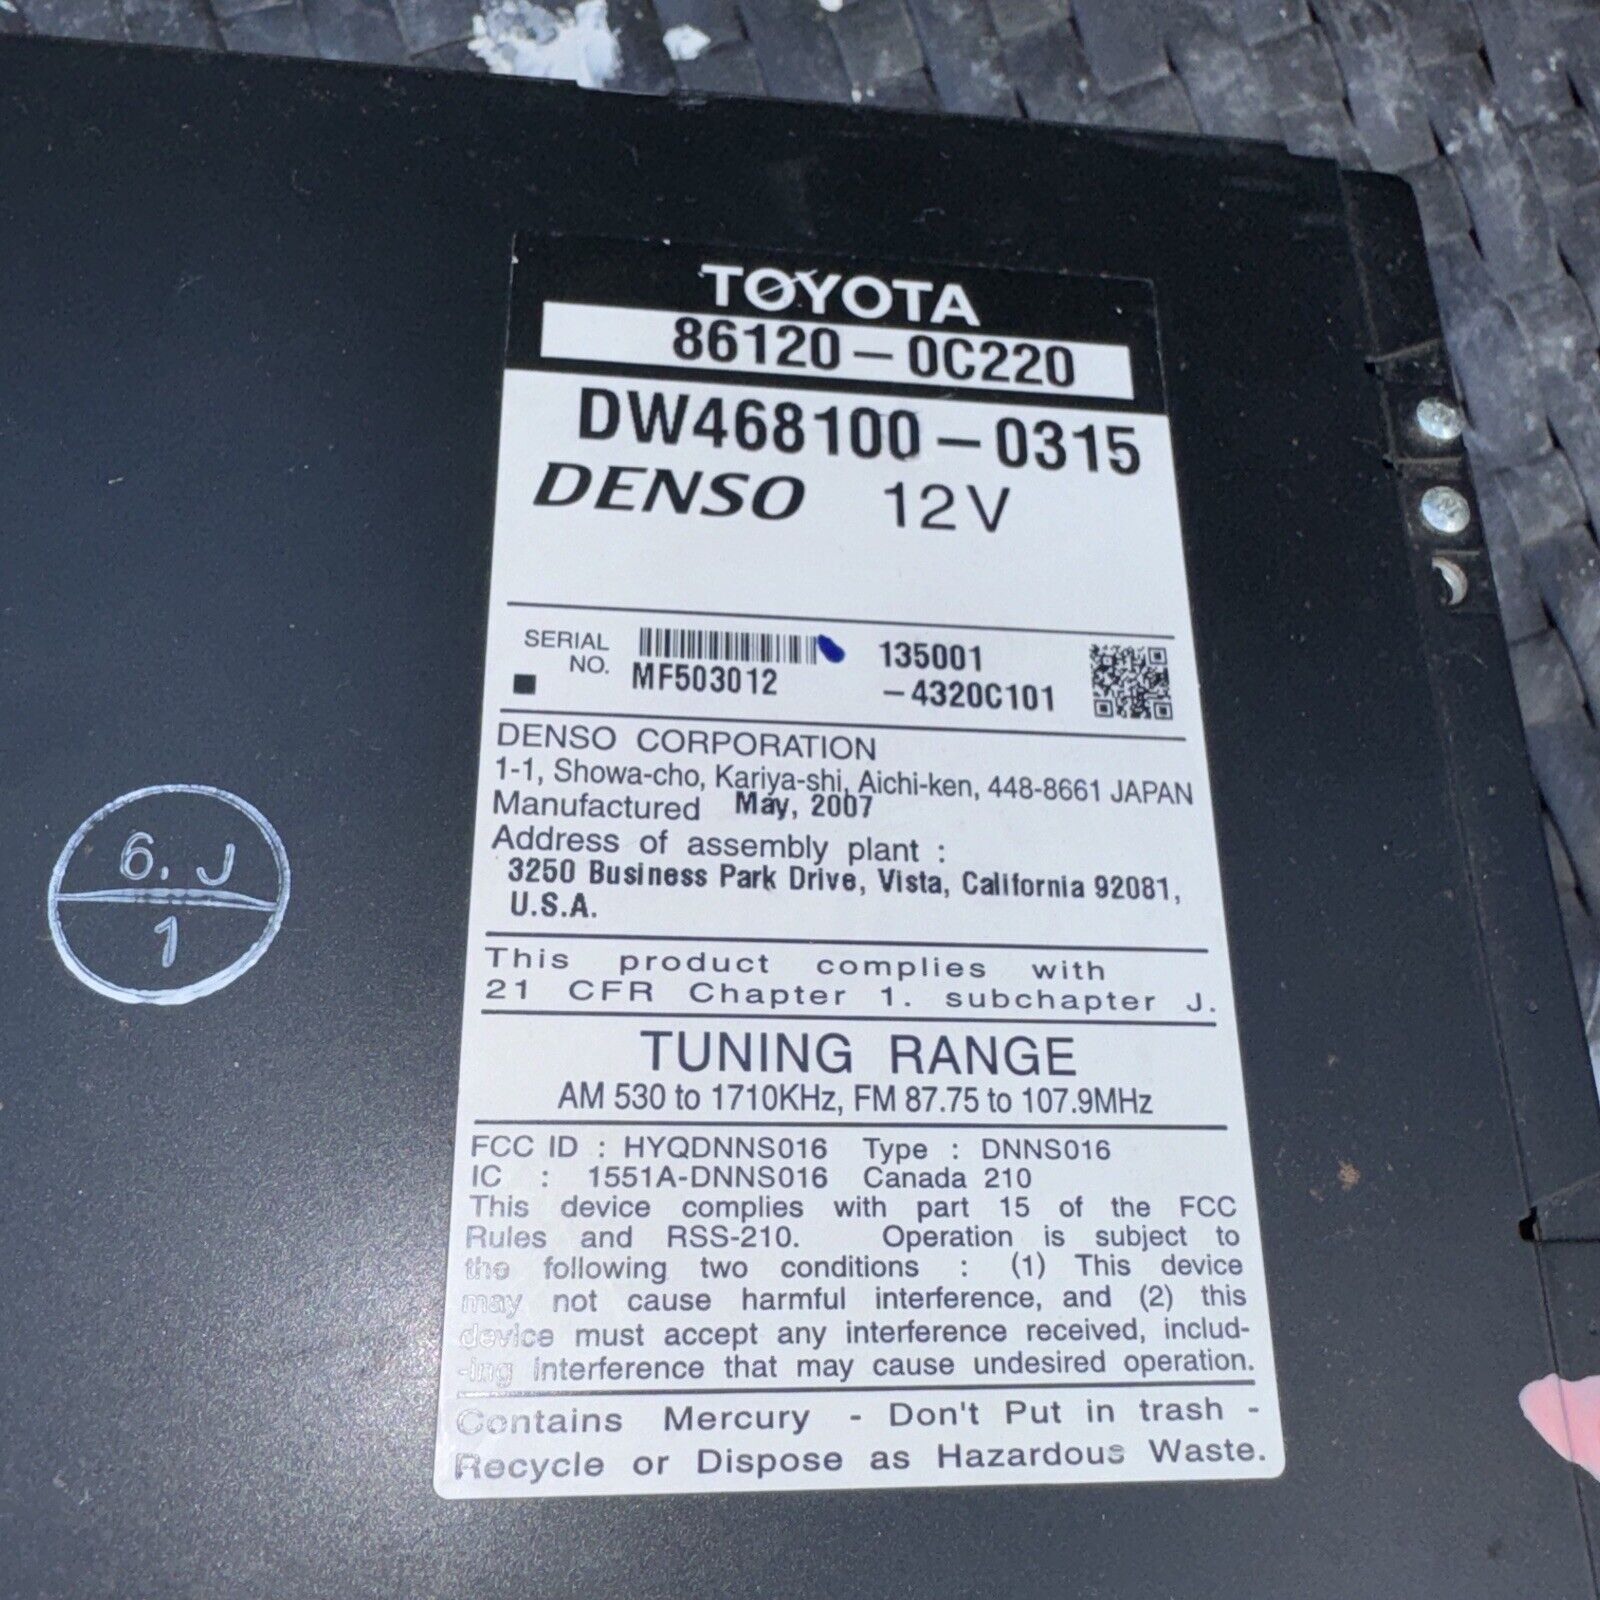 TOYOTA
86120-0C220
DW468100-0315
DENSO 12V
SERIAL NO. MF503012 135001
-4320C101
DENSO CORPORATION
1-1, Showa-cho, Kariya-shi, Aichi-ken, 448-8661 JAPAN
Manufactured May, 2007
Address of assembly plant :
3250 Business Park Drive, Vista, California 92081,
U.S.A.
This product complies with
21 CFR Chapter 1. subchapter J.
TUNING RANGE
AM 530 to 1710KHz, FM 87.75 to 107.9MHz
FCC ID : HYQDNNS016 Type : DNNS016
IC : 1551A-DNNS016 Canada 210
This device complies with part 15 of the FCC
Rules and RSS-210. Operation is subject to
the following two conditions : (1) This device
may not cause harmful interference, and (2) this
device must accept any interference received, includ-
-ing interference that may cause undesired operation.
Contains Mercury - Don't Put in trash -
Recycle or Dispose as Hazardous Waste.
6. J
1